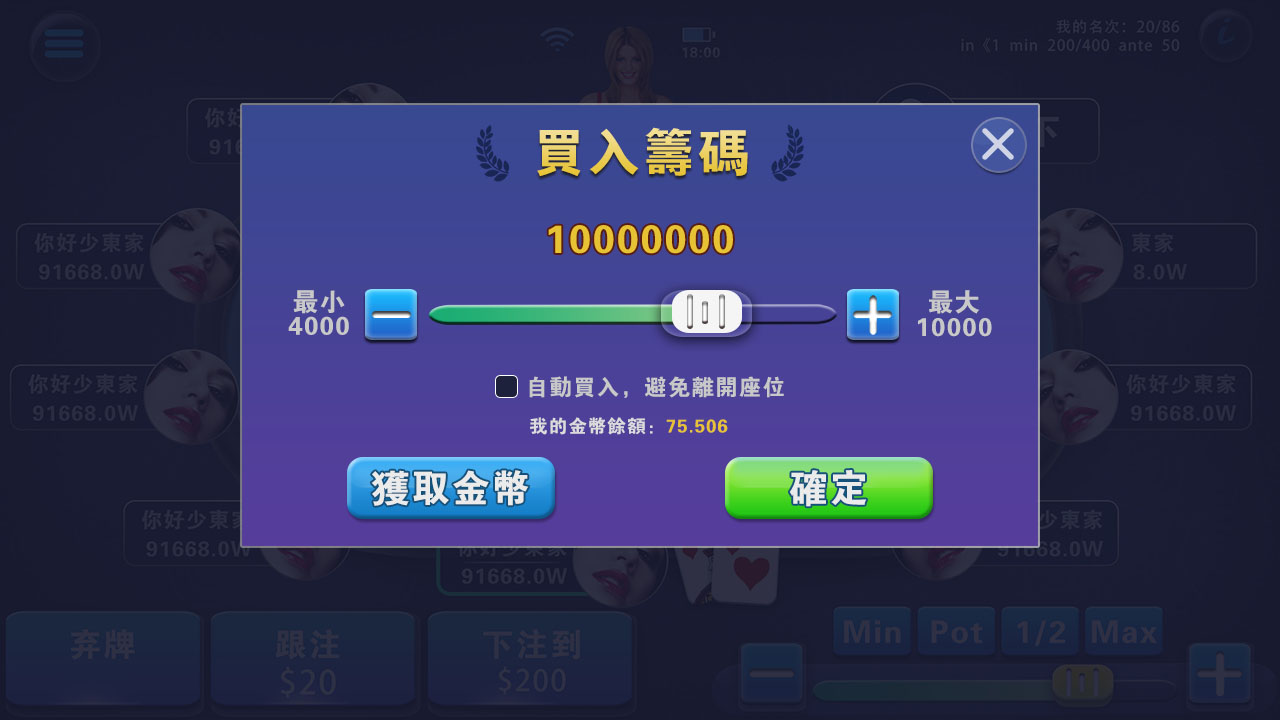 18:00
我的名次：20/86
in《1 min 200/400 ante 50
你好
916
下
買入籌碼
10000000
你好少東家
91668.0W
東家
8.0W
最小
4000
最大
10000
你好少東家
91668.0W
自動買入，避免離開座位
你好少東家
91668.0W
我的金幣餘額：75.506
獲取金幣
確定
你好少東家
91668.0W
少東家
91668.0W
你好少東家
91668.0W
弃牌
跟注
$20
下注到
$200
Min
Pot
1/2
Max